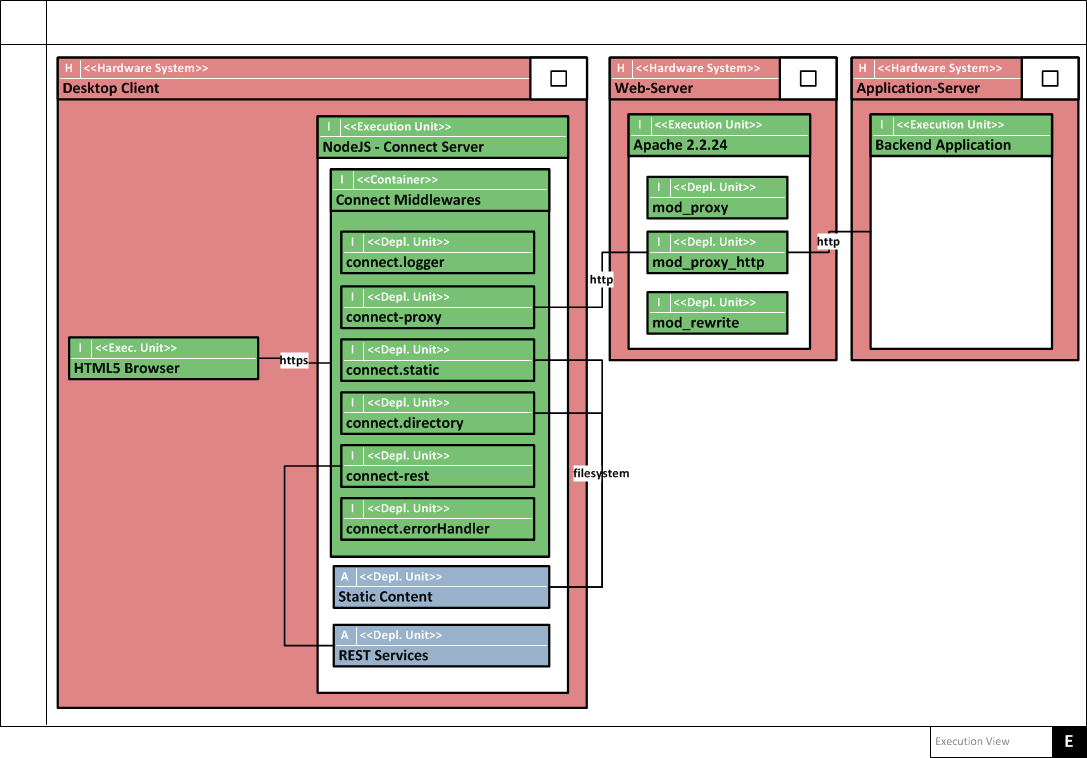 H <<Hardware System>>
Desktop Client
I <<Exec. Unit>>
HTML5 Browser
https
I <<Execution Unit>>
NodeJS - Connect Server
I <<Container>>
Connect Middlewares
I <<Depl. Unit>>
connect.logger
I <<Depl. Unit>>
connect-proxy
I <<Depl. Unit>>
connect.static
I <<Depl. Unit>>
connect.directory
I <<Depl. Unit>>
connect-rest
I <<Depl. Unit>>
connect.errorHandler
A <<Depl. Unit>>
Static Content
A <<Depl. Unit>>
REST Services
http
filesystem
H <<Hardware System>>
Web-Server
I <<Execution Unit>>
Apache 2.2.24
I <<Depl. Unit>>
mod_proxy
I <<Depl. Unit>>
mod_proxy_http
I <<Depl. Unit>>
mod_rewrite
http
H <<Hardware System>>
Application-Server
I <<Execution Unit>>
Backend Application
Execution View E